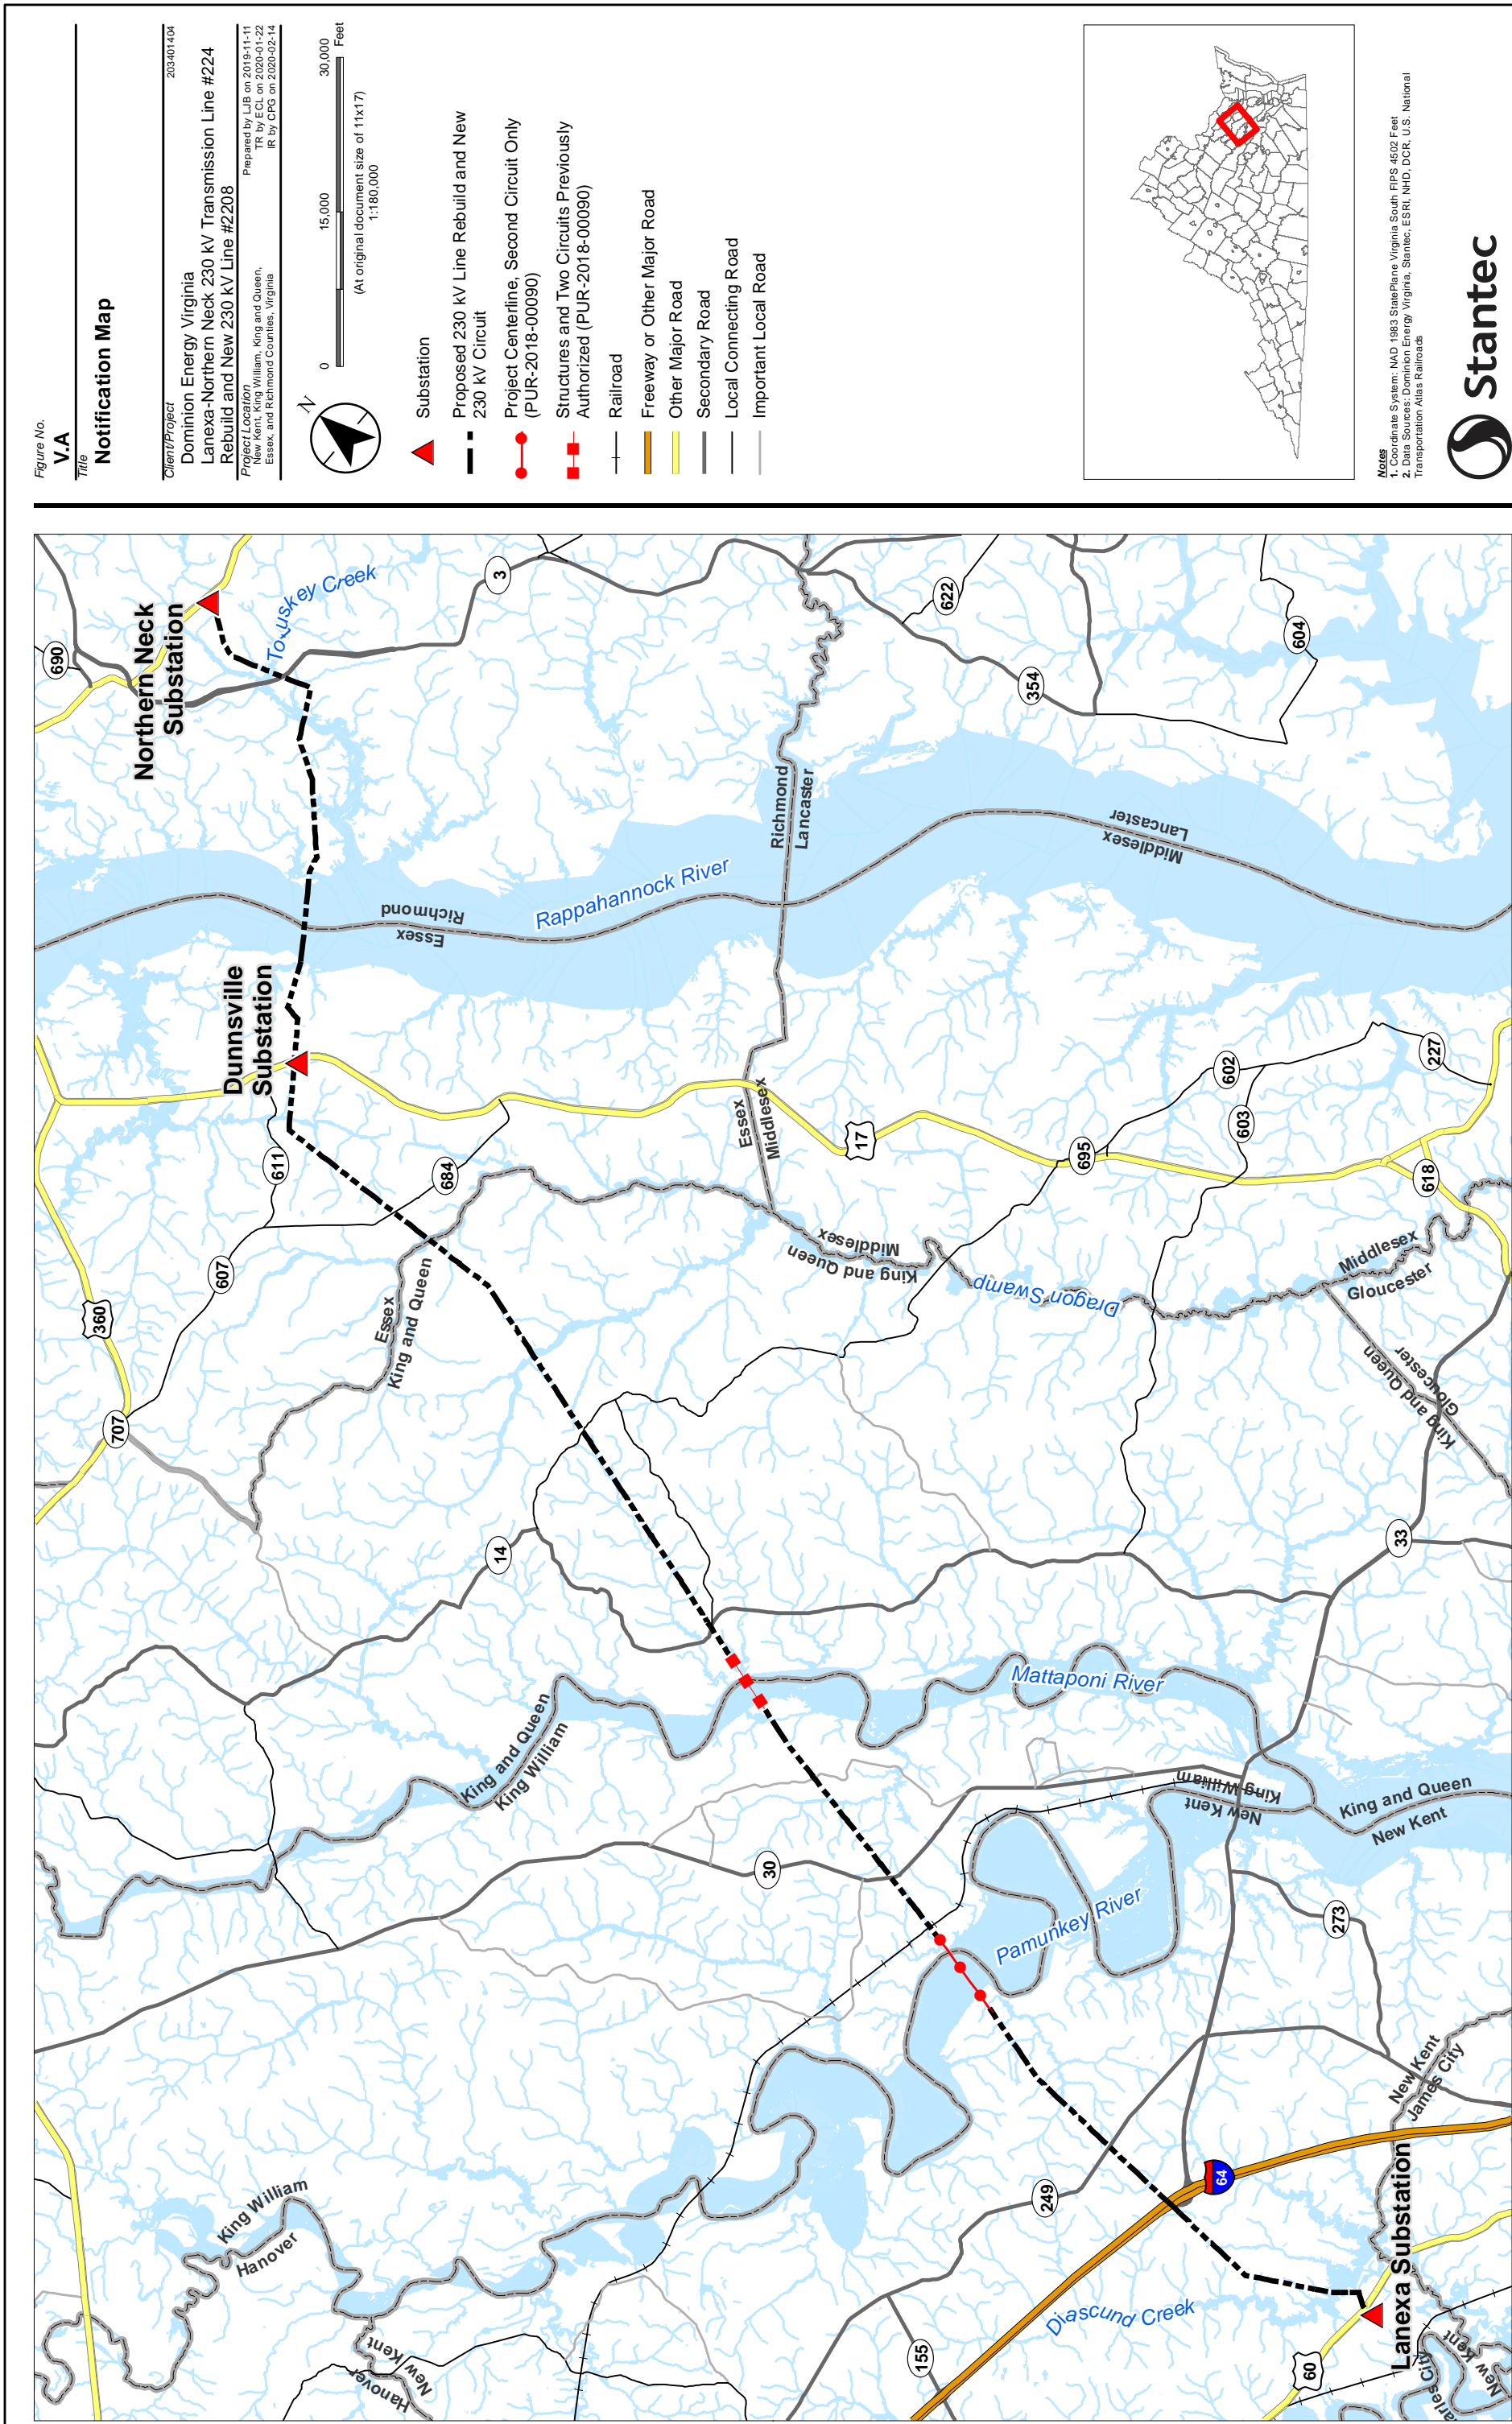 Figure No.
V.A
Title
Notification Map
Client/Project
203401404
Dominion Energy Virginia
Lanexa-Northern Neck 230 kV Transmission Line #224
Rebuild and New 230 kV Line #2208
Project Location
New Kent, King William, King and Queen,
Essex, and Richmond Counties, Virginia
Prepared by LJB on 2019-11-11
TR by ECL on 2020-01-22
IR by CPG on 2020-02-14
N
0
15,000
30,000
Feet
(At original document size of 11x17)
1:180,000
Substation
Proposed 230 kV Line Rebuild and New
230 kV Circuit
Project Centerline, Second Circuit Only
(PUR-2018-00090)
Structures and Two Circuits Previously
Authorized (PUR-2018-00090)
Railroad
Freeway or Other Major Road
Other Major Road
Secondary Road
Local Connecting Road
Important Local Road
Notes
1. Coordinate System: NAD 1983 StatePlane Virginia South FIPS 4502 Feet
2. Data Sources: Dominion Energy Virginia, Stantec, ESRI, NHD, DCR, U.S. National
Transportation Atlas Railroads
Stantec
690
Northern Neck
Substation
Totuskey Creek
3
622
354
604
Richmond
Lancaster
Lancaster
Middlesex
Rappahannock River
Richmond
Essex
Dunnsville
Substation
611
684
607
360
707
Essex
King and Queen
Essex
Middlesex
17
695
602
603
227
618
Middlesex
King and Queen
Dragon Swamp
Middlesex
Gloucester
King and Queen
Gloucester
33
14
Mattaponi River
King and Queen
King William
King William
New Kent
King and Queen
New Kent
30
Pamunkey River
273
New Kent
James City
64
249
King William
Hanover
Hanover
New Kent
155
Diascund Creek
60
Lanexa Substation
New Kent